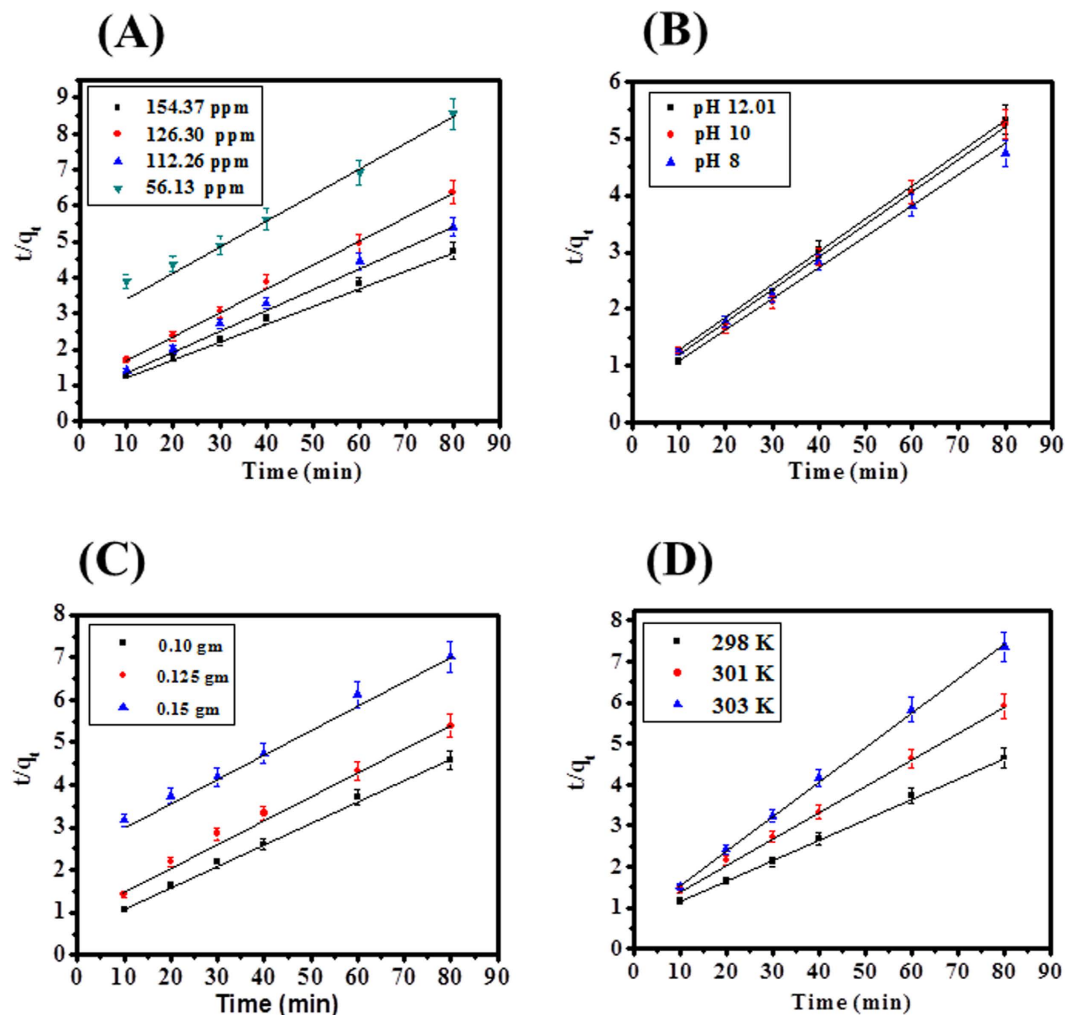 (A)
9
8
7
6
5
4
3
2
1
0
t/qt
154.37 ppm
126.30 ppm
112.26 ppm
56.13 ppm
0 10 20 30 40 50 60 70 80 90
Time (min)
(B)
6
5
4
3
2
1
0
t/qt
pH 12.01
pH 10
pH 8
0 10 20 30 40 50 60 70 80 90
Time (min)
(C)
8
7
6
5
4
3
2
1
0
t/qt
0.10 gm
0.125 gm
0.15 gm
0 10 20 30 40 50 60 70 80 90
Time (min)
(D)
8
7
6
5
4
3
2
1
0
t/qt
298 K
301 K
303 K
0 10 20 30 40 50 60 70 80 90
Time (min)